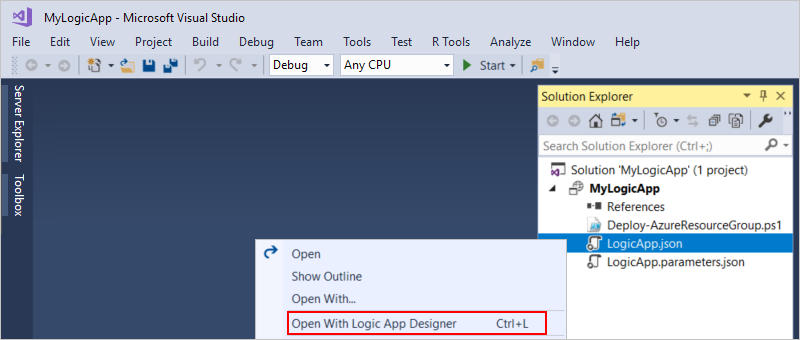 MyLogicApp - Microsoft Visual Studio
File Edit View Project Build Debug Team Tools Test R Tools Analyze Window Help
Debug Any CPU Start
Server Explorer
Toolbox
Solution Explorer
Search Solution Explorer (Ctrl+;)
Solution 'MyLogicApp' (1 project)
MyLogicApp
References
Deploy-AzureResourceGroup.ps1
LogicApp.json
LogicApp.parameters.json
Open
Show Outline
Open With...
Open With Logic App Designer Ctrl+L